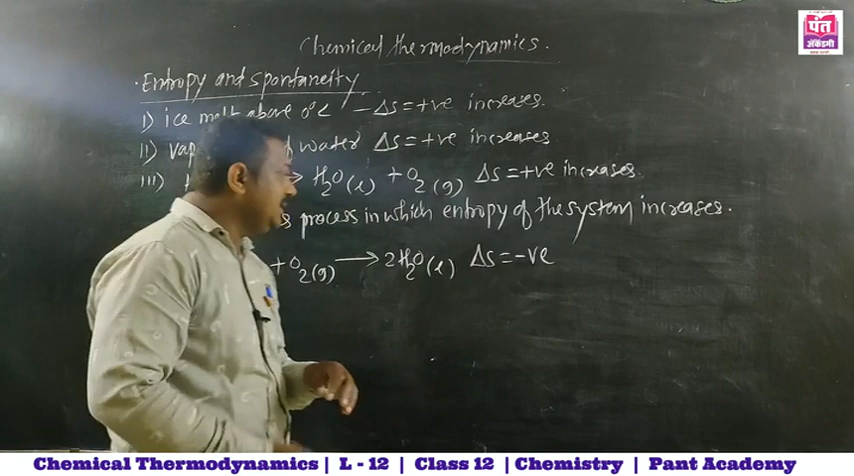 Chemical thermodynamics.
पंत
अकॅडमी
· Entropy and spontaneity
I) ice melt above 0°C - ΔS = +ve increases.
II) vap of water ΔS = +ve increases
III) → H2O(l) + O2(g) ΔS = +ve increases.
process in which entropy of the system increases.
+ O2(g) → 2H2O(l) ΔS = -ve
Chemical Thermodynamics | L - 12 | Class 12 | Chemistry | Pant Academy